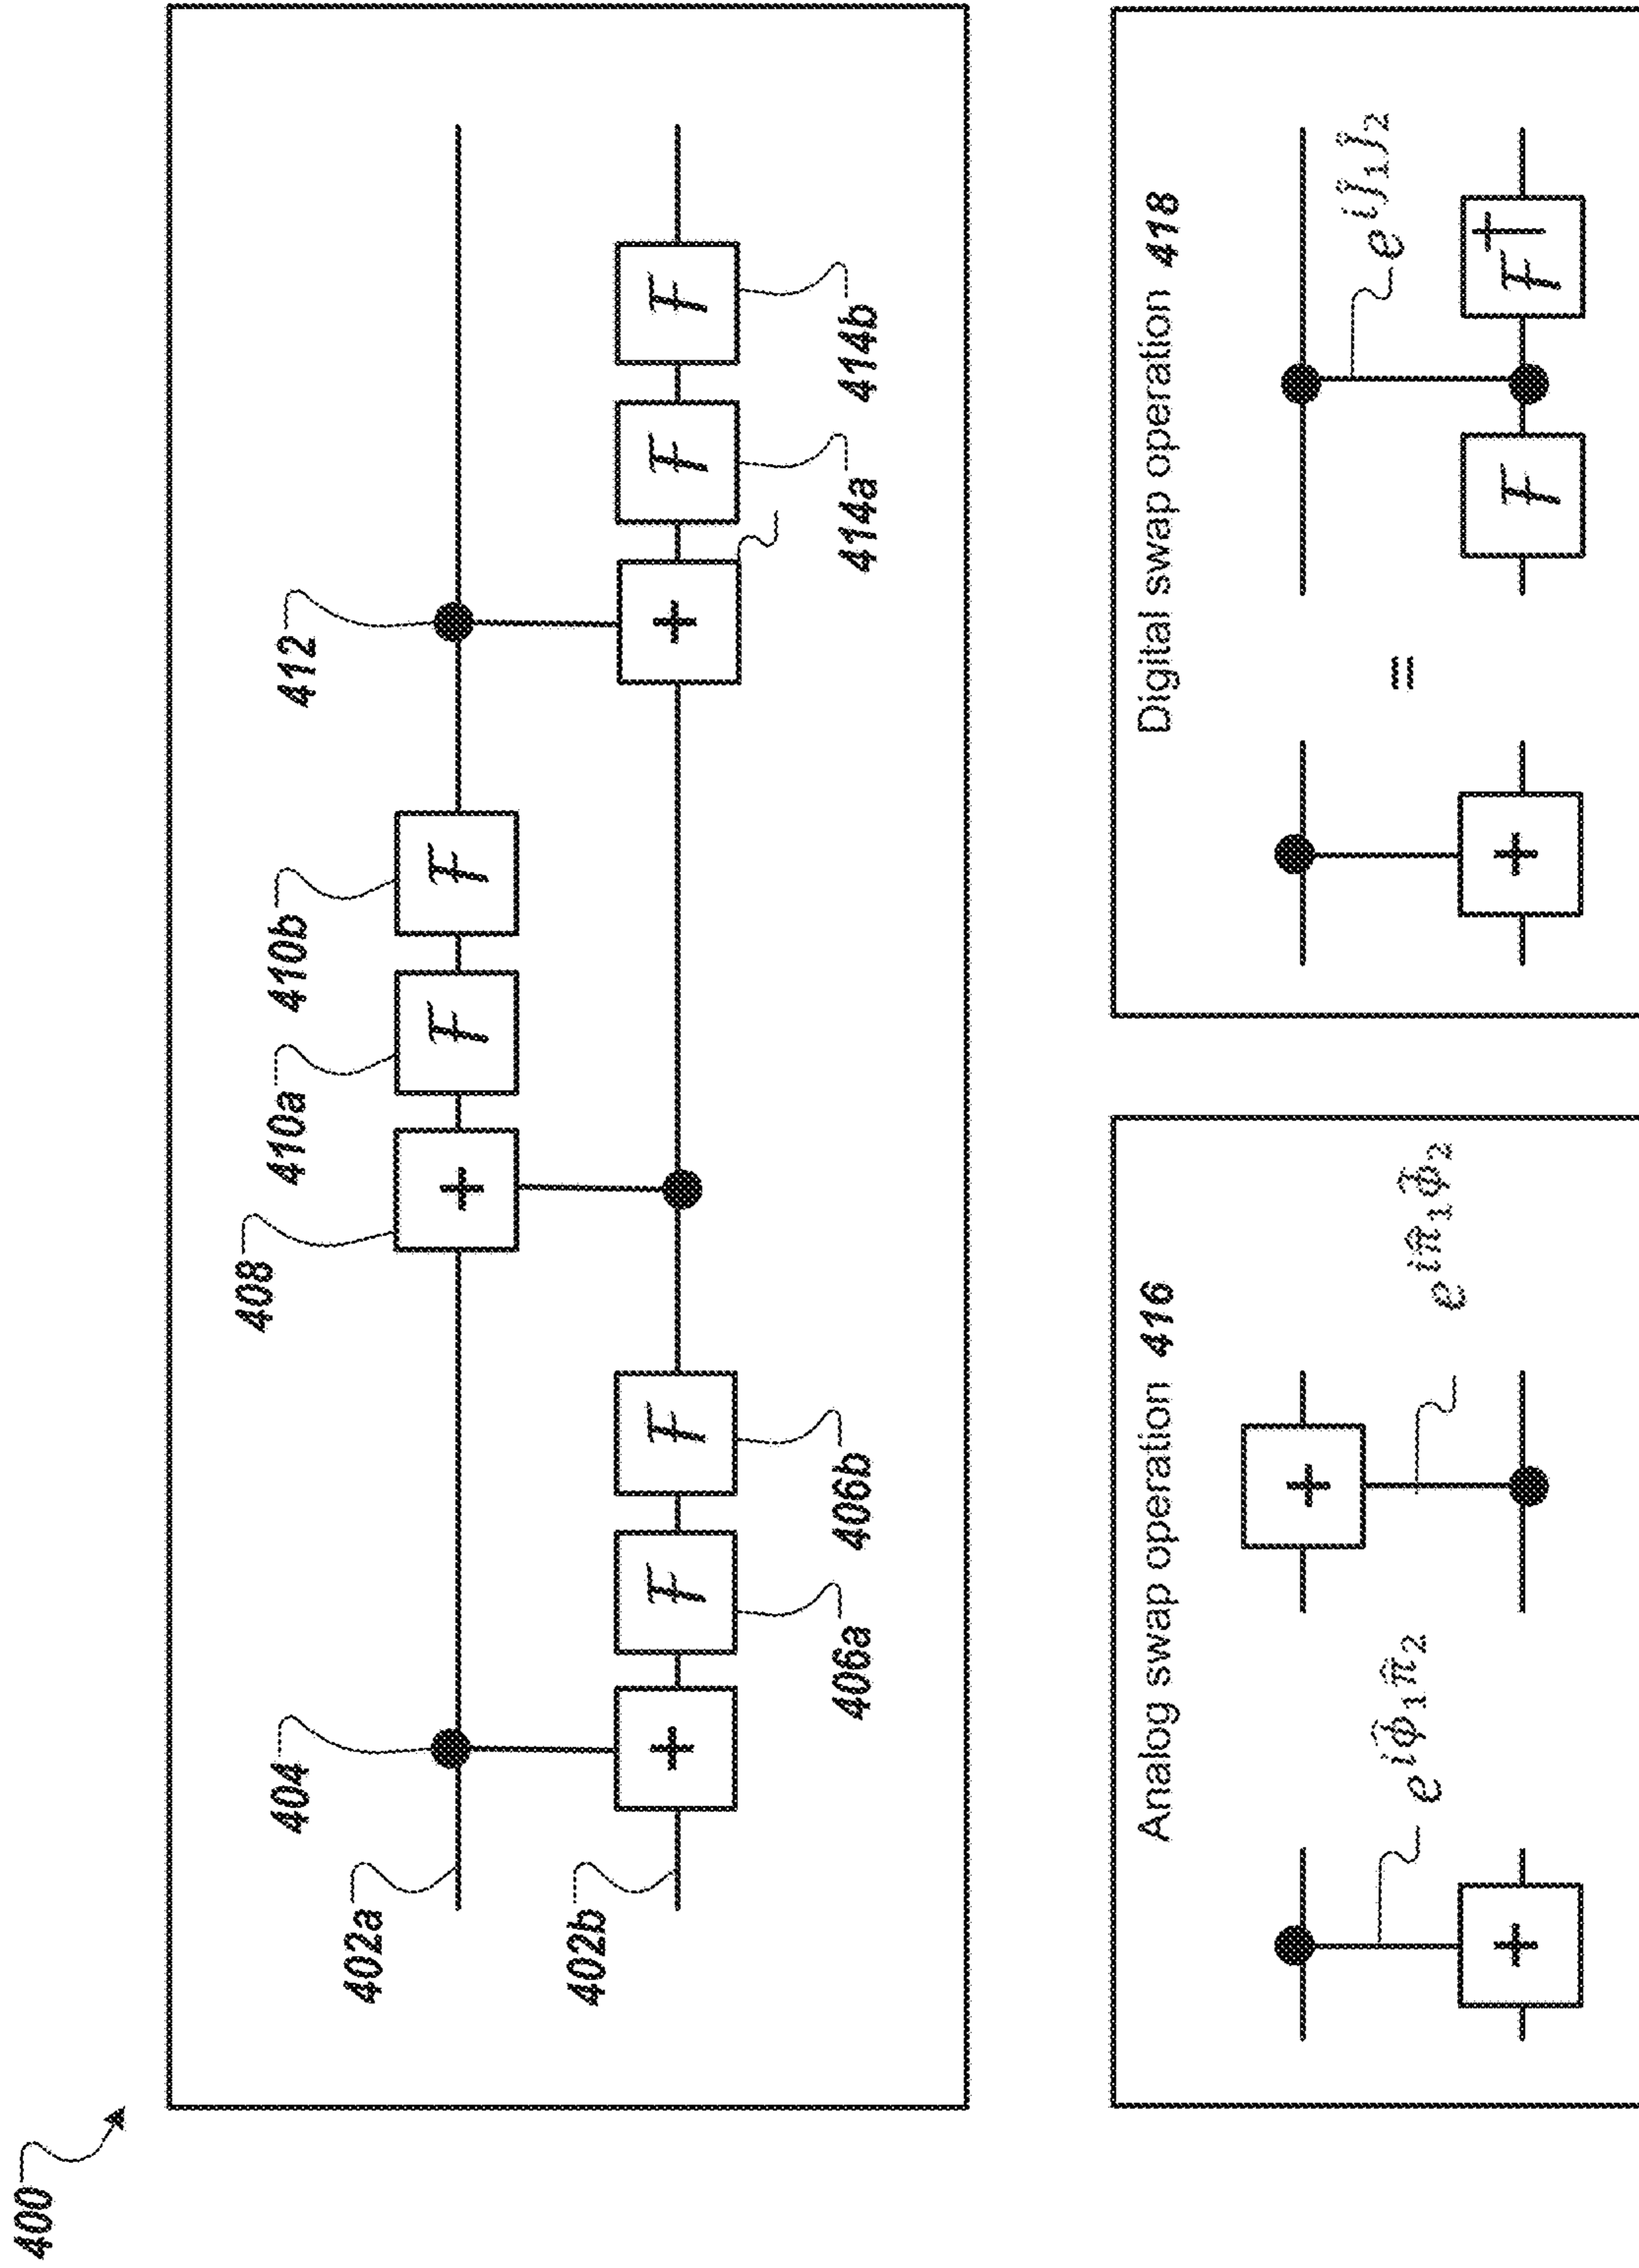 400
402a
404
+
402b
406a
F
406b
F
408
+
410a
F
410b
F
412
+
414a
F
414b
F
Analog swap operation 416
+
e^{iφ̂₁π̂₂}
+
e^{iπ̂₁φ̂₂}
Digital swap operation 418
+
=
F
e^{iĵ₁ĵ₂}
F†